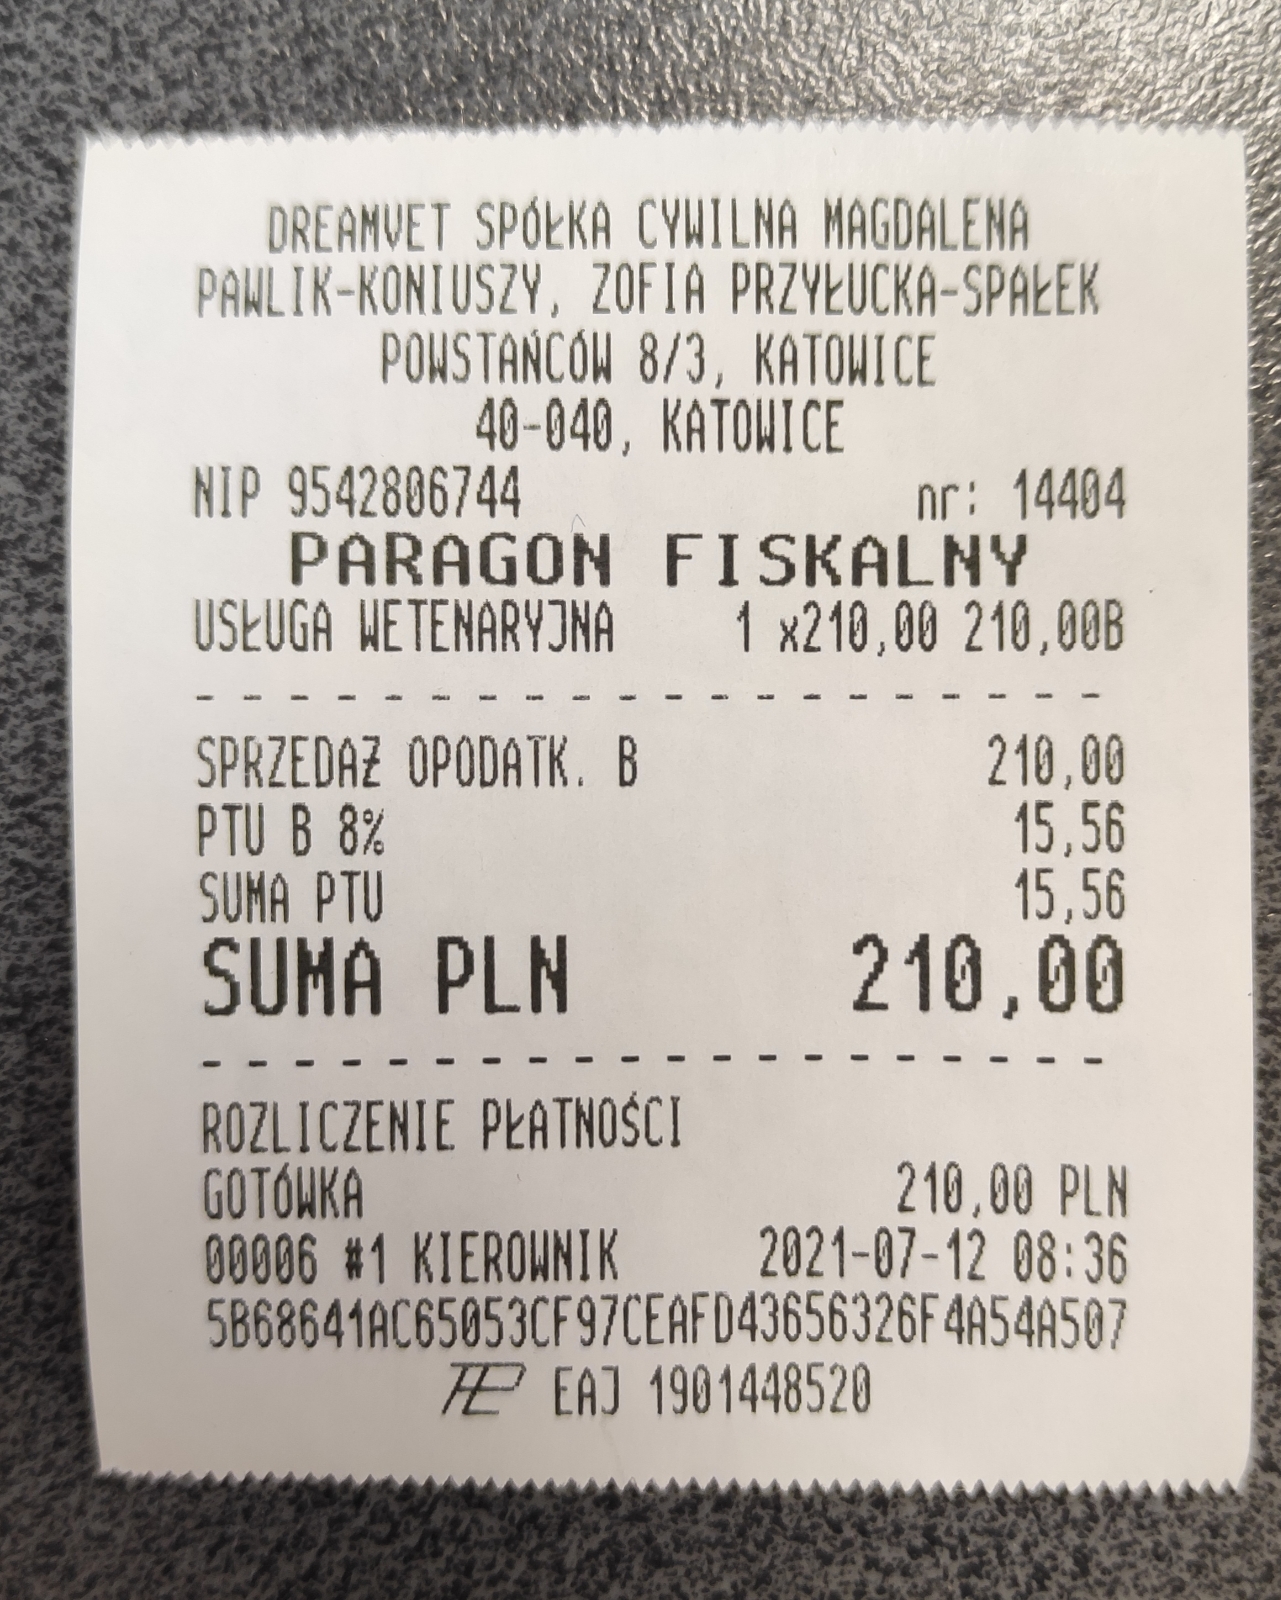 DREAMVET SPÓŁKA CYWILNA MAGDALENA
PAWLIK-KONIUSZY, ZOFIA PRZYŁUCKA-SPAŁEK
POWSTAŃCÓW 8/3, KATOWICE
40-040, KATOWICE
NIP 9542806744 nr: 14404
PARAGON FISKALNY
USŁUGA WETENARYJNA 1 x210,00 210,00B
SPRZEDAŻ OPODATK. B 210,00
PTU B 8% 15,56
SUMA PTU 15,56
SUMA PLN 210,00
ROZLICZENIE PŁATNOŚCI
GOTÓWKA 210,00 PLN
00006 #1 KIEROWNIK 2021-07-12 08:36
5B68641AC65053CF97CEAFD43656326F4A54A507
EAJ 1901448520